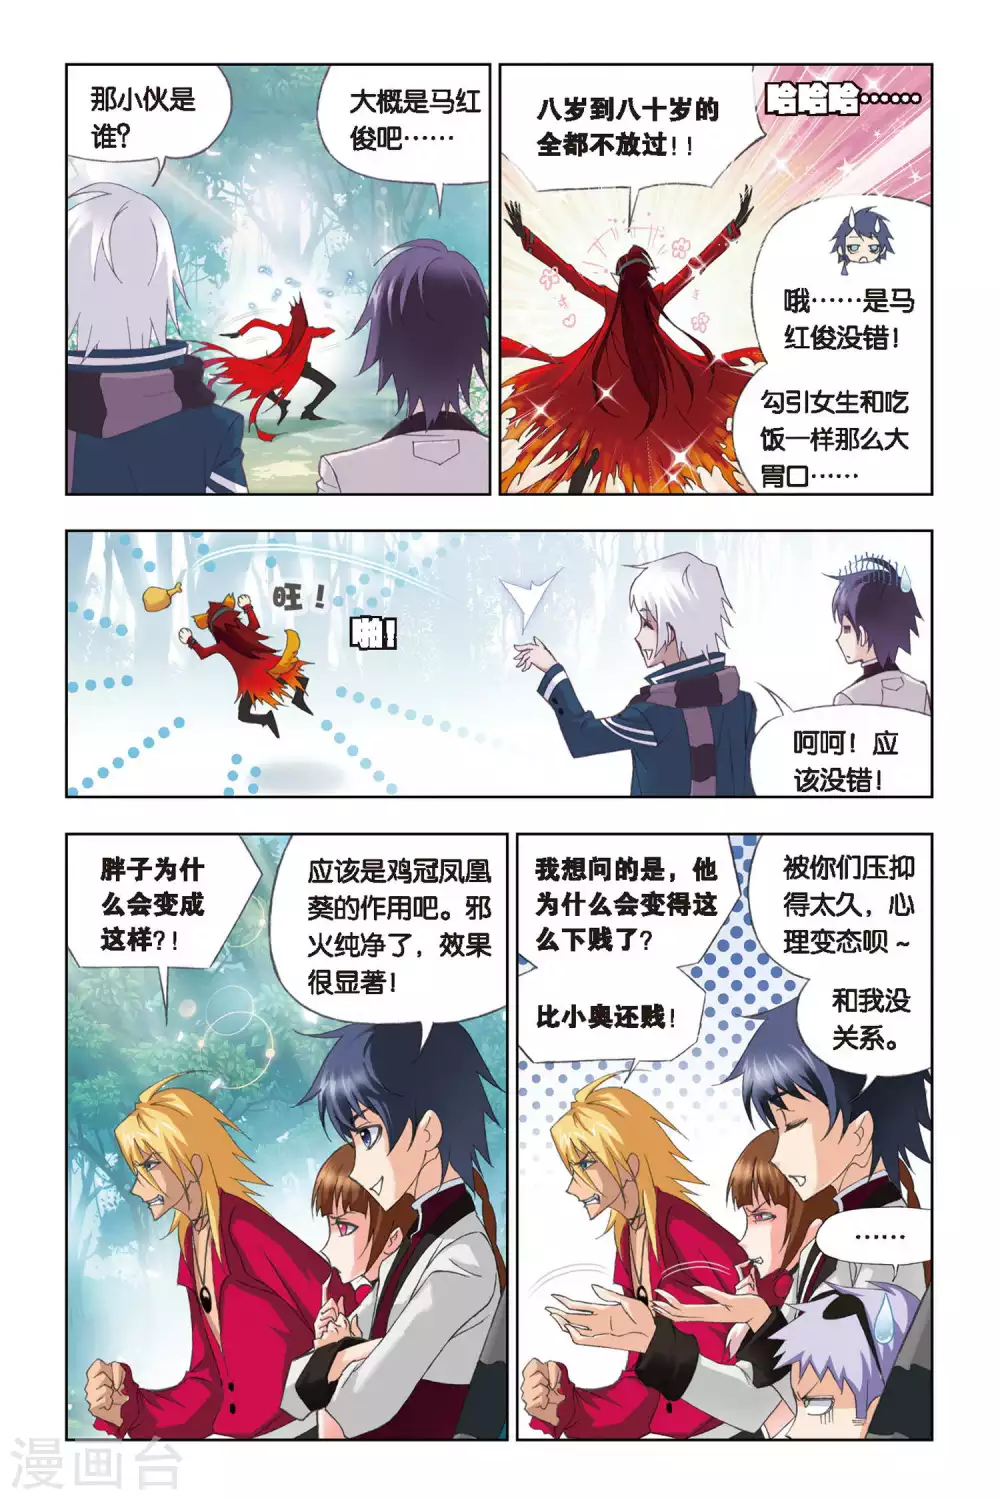 那小伙是
谁？
大概是马红
俊吧……
八岁到八十岁的
全都不放过！！
哈哈哈……
哦……是马
红俊没错！
勾引女生和吃
饭一样那么大
胃口……
旺！
啪！
呵呵！应
该没错！
胖子为什
么会变成
这样？！
应该是鸡冠凤凰
葵的作用吧。邪
火纯净了，效果
很显著！
我想问的是，他
为什么会变得这
么下贱了？
比小奥还贱！
被你们压抑
得太久，心
理变态呗～
和我没
关系。
……
漫画台